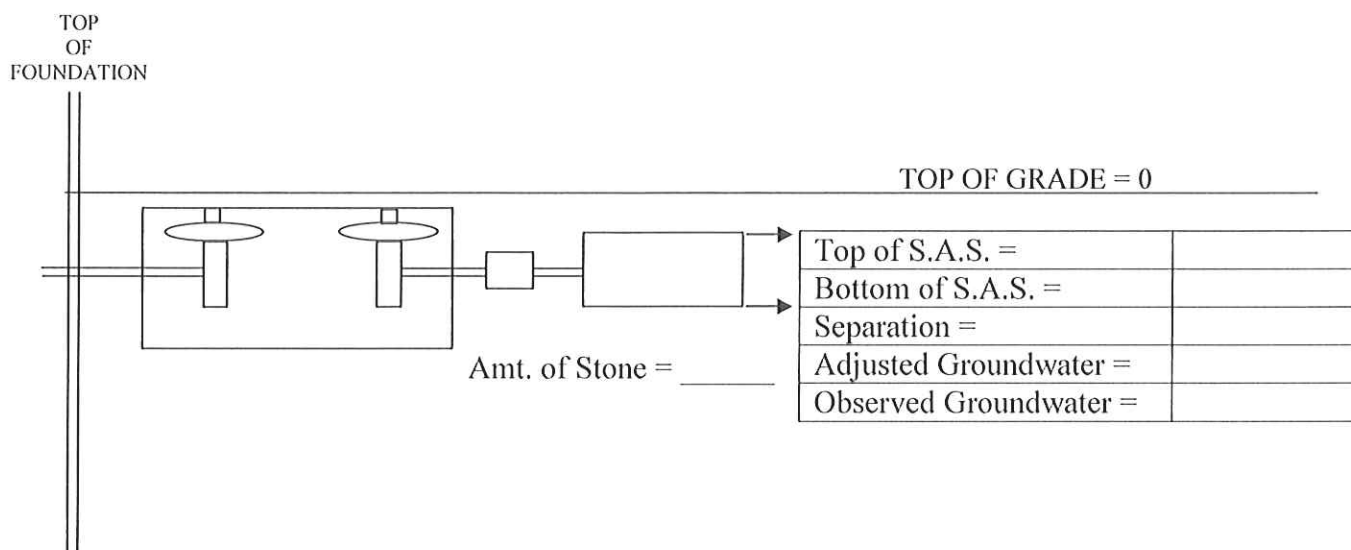 TOP
OF
FOUNDATION
TOP OF GRADE = 0
Top of S.A.S. =
Bottom of S.A.S. =
Separation =
Amt. of Stone = ______
Adjusted Groundwater =
Observed Groundwater =